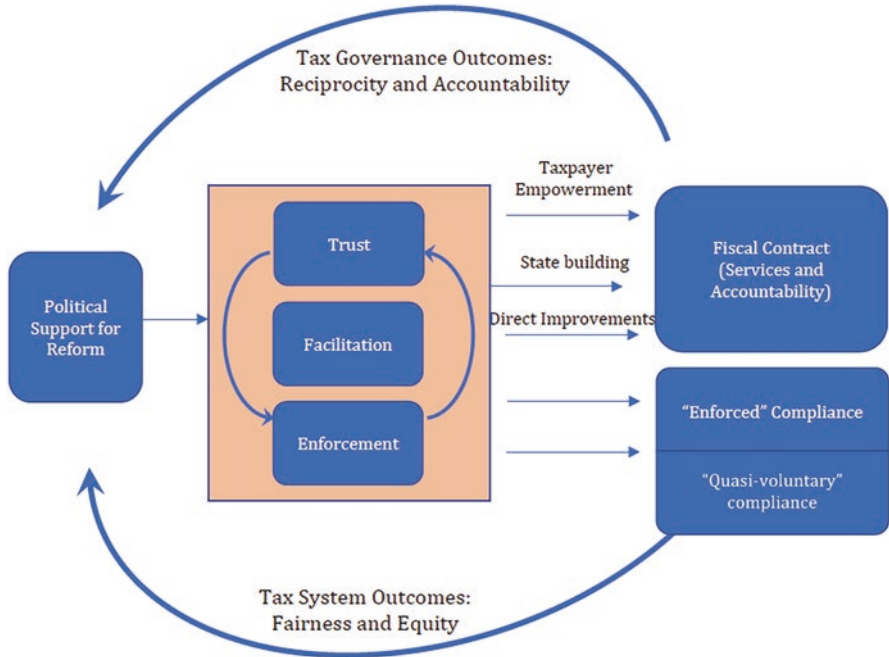 Tax Governance Outcomes:
Reciprocity and Accountability
Political
Support for
Reform
Trust
Facilitation
Enforcement
Taxpayer
Empowerment
State building
Direct Improvements
Fiscal Contract
(Services and
Accountability)
“Enforced” Compliance
“Quasi-voluntary”
compliance
Tax System Outcomes:
Fairness and Equity